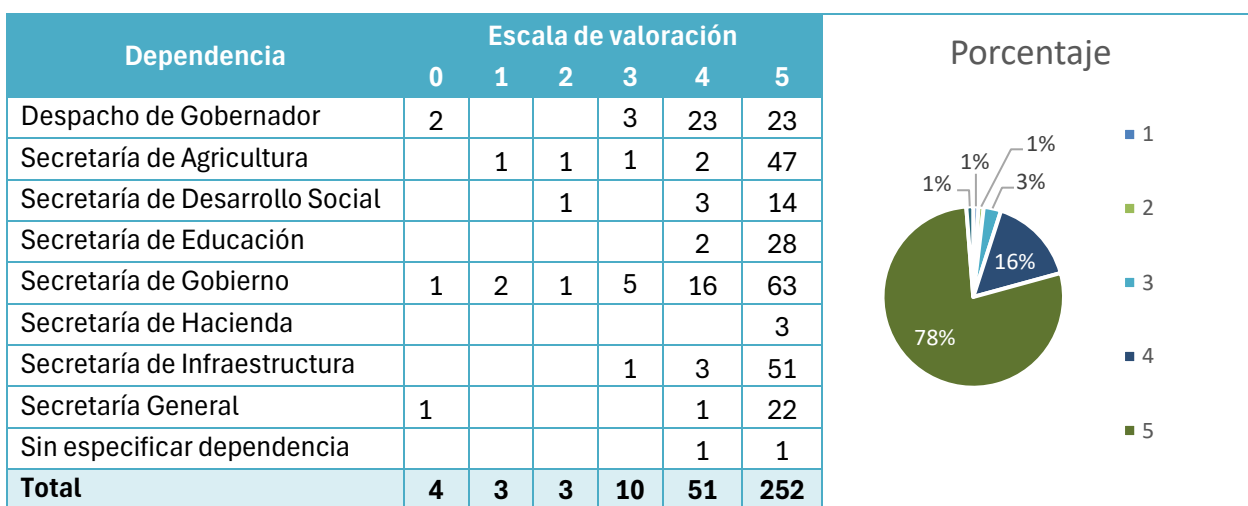 Dependencia Escala de valoración
0 1 2 3 4 5
Despacho de Gobernador 2 3 23 23
Secretaría de Agricultura 1 1 1 2 47
Secretaría de Desarrollo Social 1 3 14
Secretaría de Educación 2 28
Secretaría de Gobierno 1 2 1 5 16 63
Secretaría de Hacienda 3
Secretaría de Infraestructura 1 3 51
Secretaría General 1 1 22
Sin especificar dependencia 1 1
Total 4 3 3 10 51 252
Porcentaje
1%
1%
1%
3%
16%
78%
1
2
3
4
5